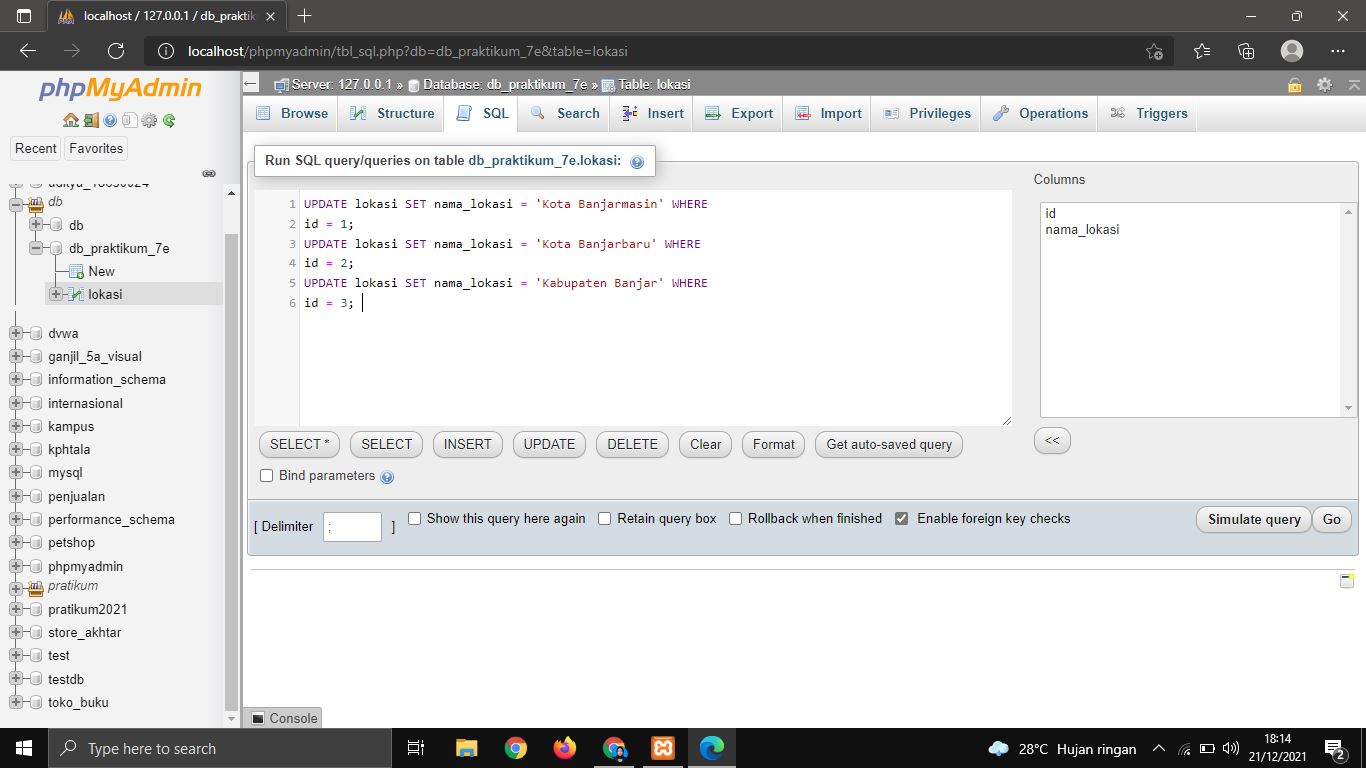 localhost / 127.0.0.1 / db_praktik
localhost/phpmyadmin/tbl_sql.php?db=db_praktikum_7e&table=lokasi
phpMyAdmin
Recent Favorites
aditya_18630024
db
db
db_praktikum_7e
New
lokasi
dvwa
ganjil_5a_visual
information_schema
internasional
kampus
kphtala
mysql
penjualan
performance_schema
petshop
phpmyadmin
pratikum
pratikum2021
store_akhtar
test
testdb
toko_buku
Server: 127.0.0.1 » Database: db_praktikum_7e » Table: lokasi
Browse Structure SQL Search Insert Export Import Privileges Operations Triggers
Run SQL query/queries on table db_praktikum_7e.lokasi:
1 UPDATE lokasi SET nama_lokasi = 'Kota Banjarmasin' WHERE
2 id = 1;
3 UPDATE lokasi SET nama_lokasi = 'Kota Banjarbaru' WHERE
4 id = 2;
5 UPDATE lokasi SET nama_lokasi = 'Kabupaten Banjar' WHERE
6 id = 3;
Columns
id
nama_lokasi
<<
SELECT * SELECT INSERT UPDATE DELETE Clear Format Get auto-saved query
Bind parameters
[ Delimiter ; ] Show this query here again Retain query box Rollback when finished Enable foreign key checks Simulate query Go
Console
Type here to search
28°C Hujan ringan
18:14
21/12/2021
2